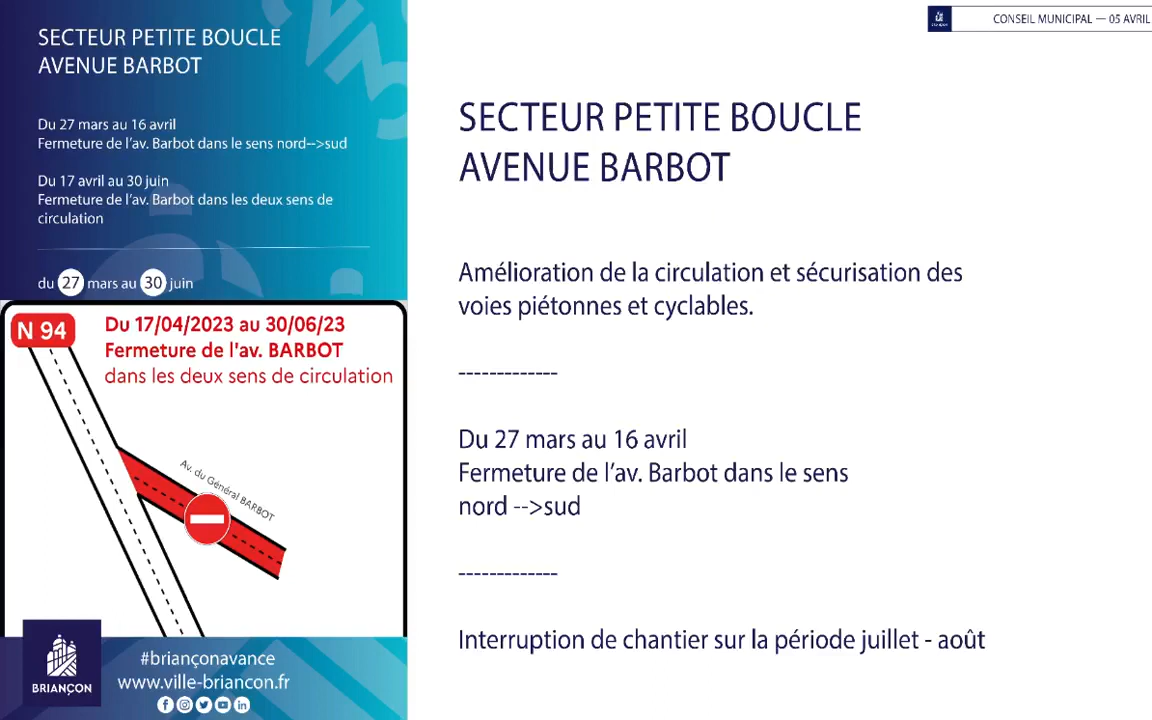 SECTEUR PETITE BOUCLE
AVENUE BARBOT
Du 27 mars au 16 avril
Fermeture de l'av. Barbot dans le sens nord-->sud
Du 17 avril au 30 juin
Fermeture de l'av. Barbot dans les deux sens de
circulation
du 27 mars au 30 juin
N 94
Du 17/04/2023 au 30/06/23
Fermeture de l'av. BARBOT
dans les deux sens de circulation
Av. du Général BARBOT
BRIANÇON
#briançonavance
www.ville-briancon.fr
CONSEIL MUNICIPAL — 05 AVRIL
SECTEUR PETITE BOUCLE
AVENUE BARBOT
Amélioration de la circulation et sécurisation des
voies piétonnes et cyclables.
-------------
Du 27 mars au 16 avril
Fermeture de l'av. Barbot dans le sens
nord -->sud
-------------
Interruption de chantier sur la période juillet - août